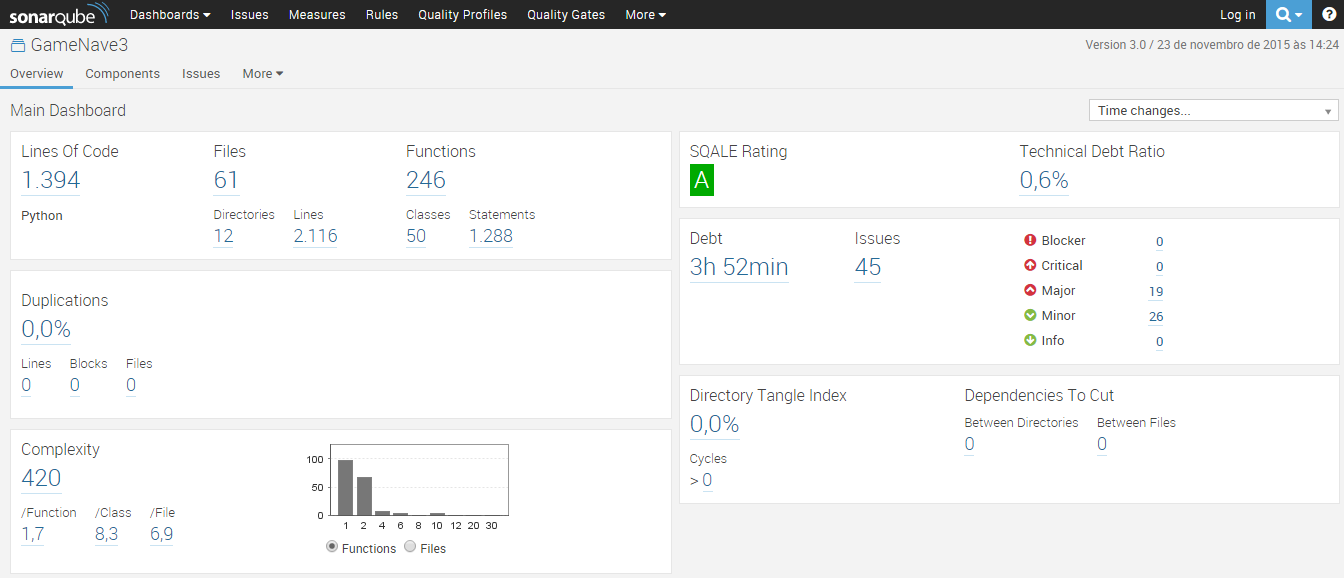 sonarqube Dashboards Issues Measures Rules Quality Profiles Quality Gates More Log in ?
GameNave3
Version 3.0 / 23 de novembro de 2015 às 14:24
Overview Components Issues More
Main Dashboard
Time changes...
Lines Of Code Files Functions
1.394 61 246
Python
Directories Lines Classes Statements
12 2.116 50 1.288
Duplications
0,0%
Lines Blocks Files
0 0 0
Complexity
420
/Function /Class /File
1,7 8,3 6,9
100
50
0
1 2 4 6 8 10 12 20 30
Functions Files
SQALE Rating Technical Debt Ratio
A 0,6%
Debt Issues
3h 52min 45
Blocker 0
Critical 0
Major 19
Minor 26
Info 0
Directory Tangle Index
0,0%
Cycles
> 0
Dependencies To Cut
Between Directories Between Files
0 0